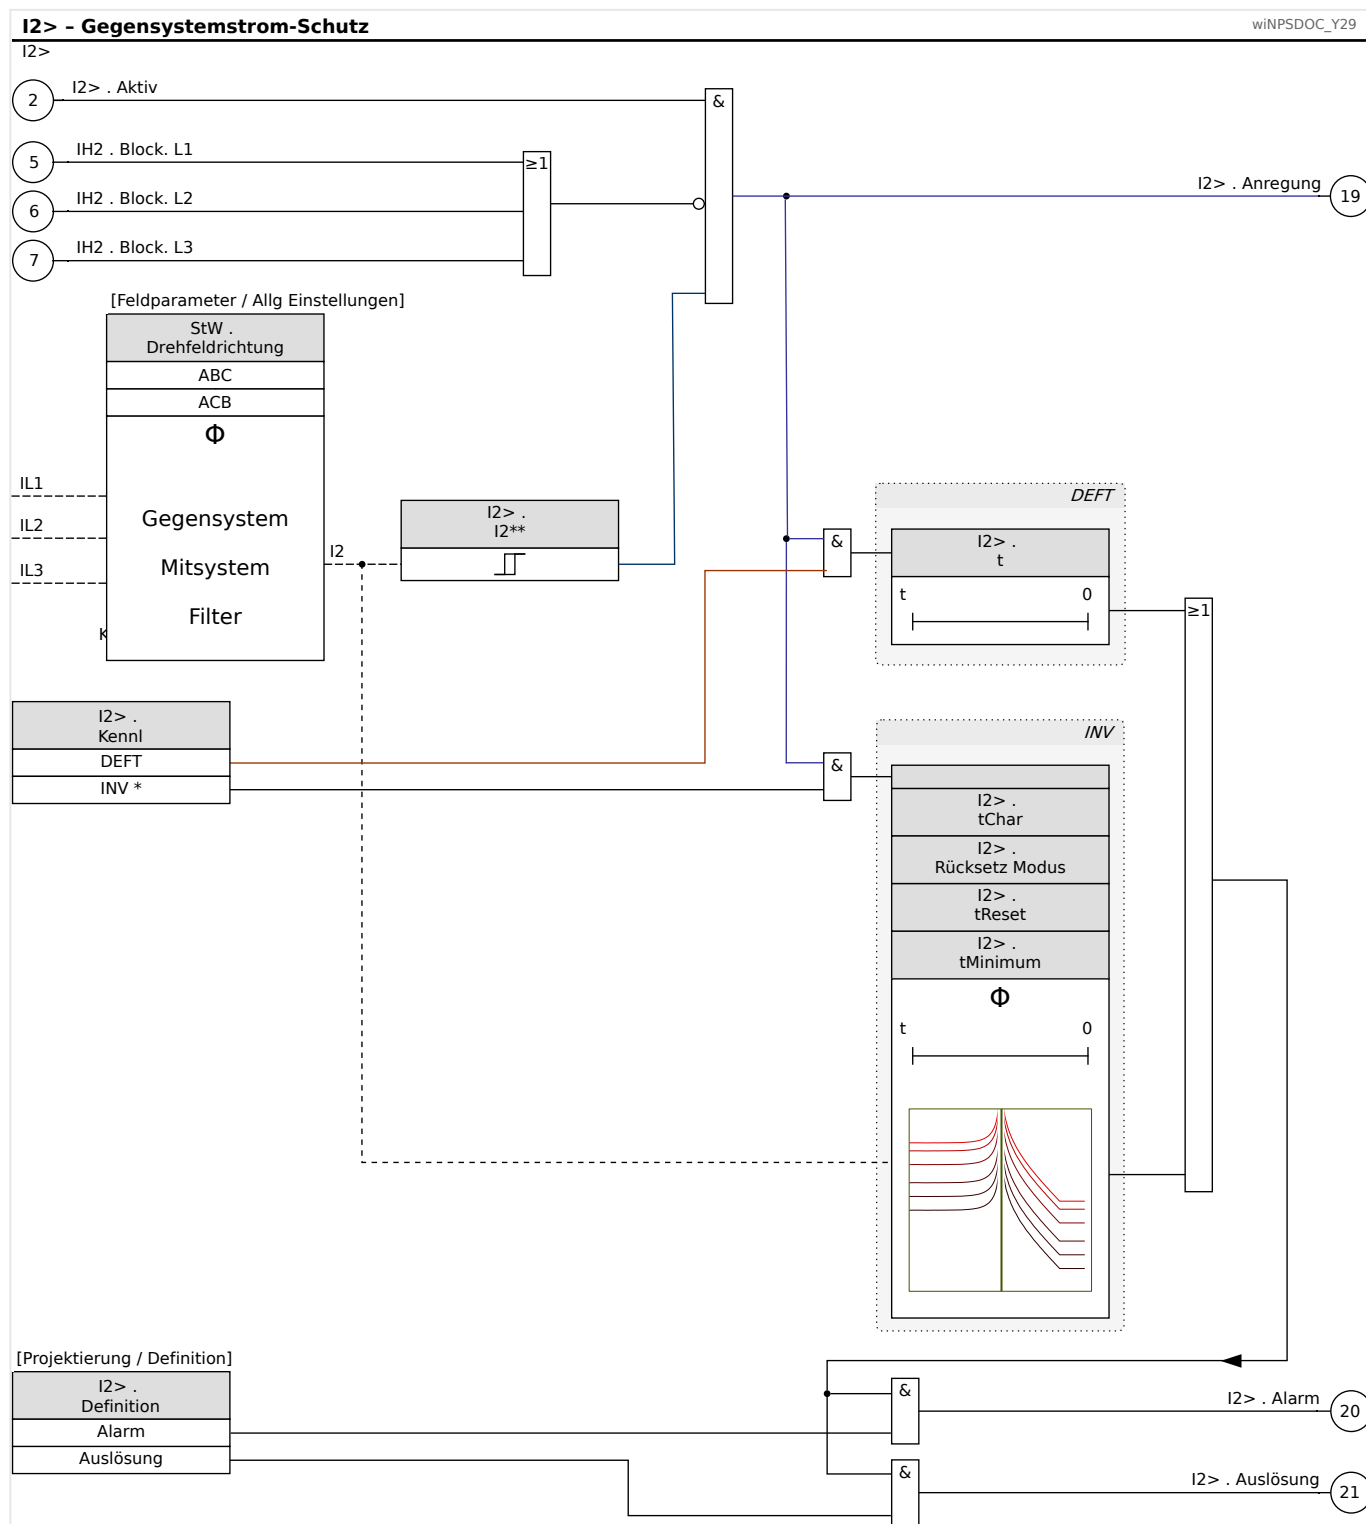 I2> – Gegensystemstrom-Schutz
wiNPSDOC_Y29
I2>
2
I2> . Aktiv
&
5
IH2 . Block. L1
≥1
6
IH2 . Block. L2
7
IH2 . Block. L3
I2> . Anregung
19
[Feldparameter / Allg Einstellungen]
StW .
Drehfeldrichtung
ABC
ACB
Φ
IL1
IL2
IL3
Gegensystem
Mitsystem
Filter
K
I2
I2> .
I2**
DEFT
&
I2> .
t
t 0
≥1
I2> .
Kennl
DEFT
INV *
INV
&
I2> .
tChar
I2> .
Rücksetz Modus
I2> .
tReset
I2> .
tMinimum
Φ
t 0
[Projektierung / Definition]
I2> .
Definition
Alarm
Auslösung
&
I2> . Alarm
20
&
I2> . Auslösung
21